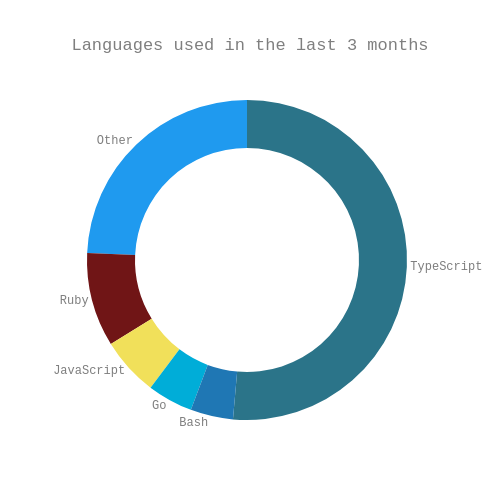 Languages used in the last 3 months
Other
TypeScript
Ruby
JavaScript
Go
Bash